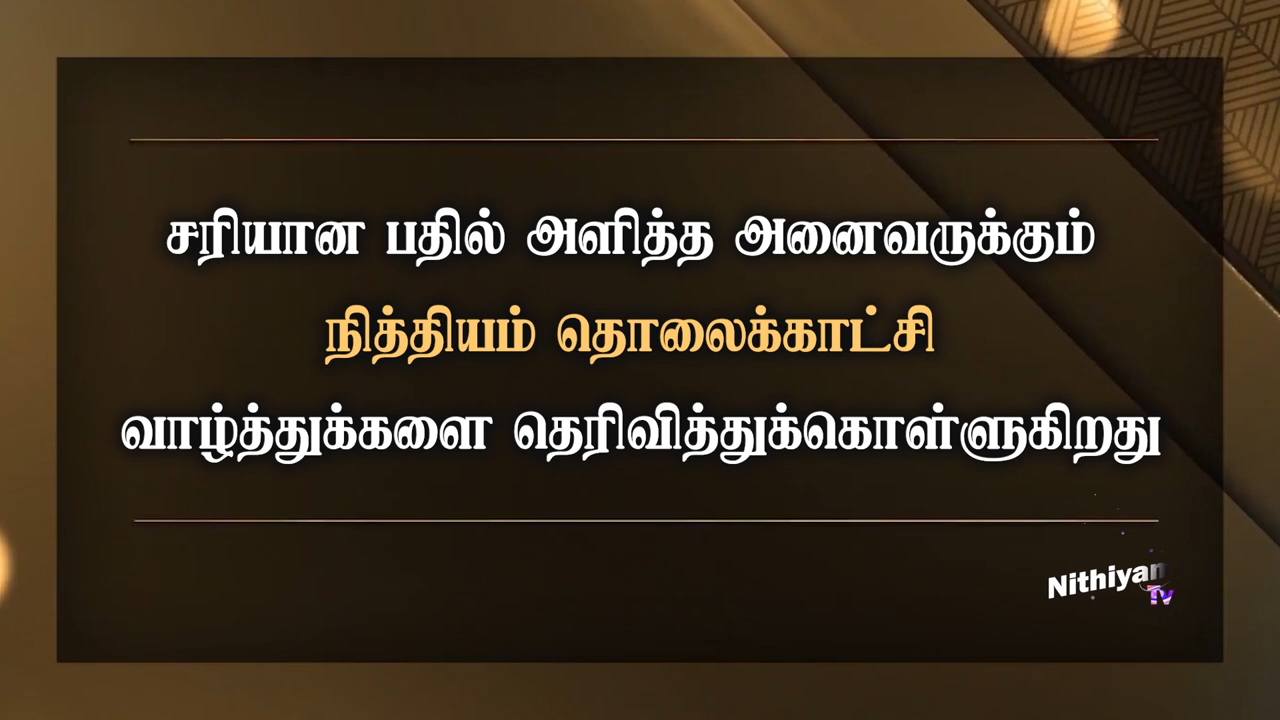 சரியான பதில் அளித்த அனைவருக்கும்
நித்தியம் தொலைக்காட்சி
வாழ்த்துக்களை தெரிவித்துக்கொள்ளுகிறது
Nithiyam
Tv